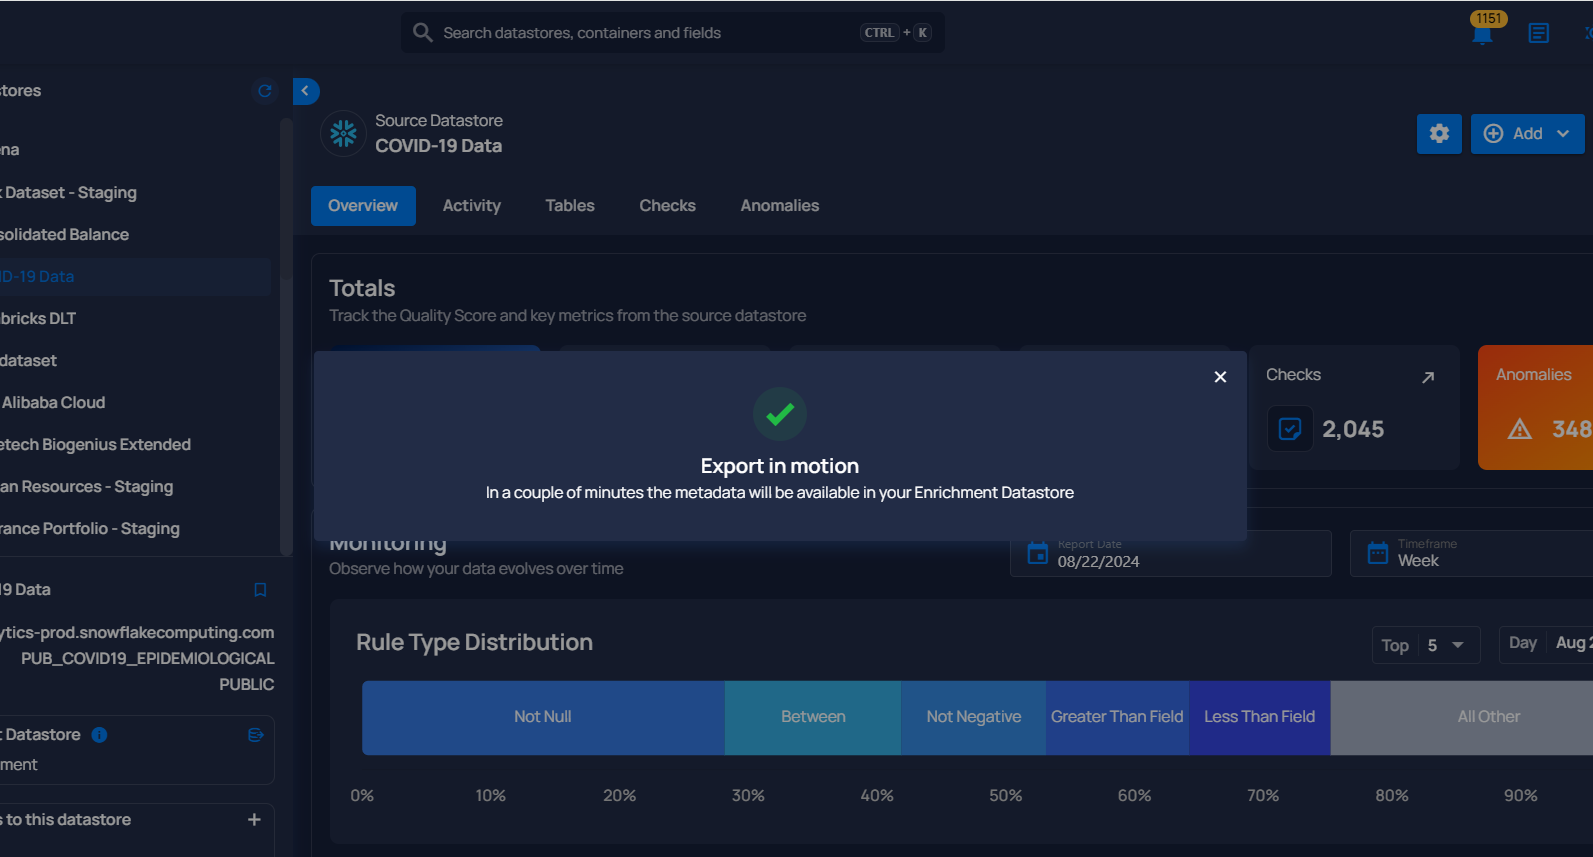 Search datastores, containers and fields
CTRL + K
1151
stores
na
Dataset - Staging
solidated Balance
D-19 Data
bricks DLT
dataset
Alibaba Cloud
etech Biogenius Extended
an Resources - Staging
rance Portfolio - Staging
19 Data
ytics-prod.snowflakecomputing.com
PUB_COVID19_EPIDEMIOLOGICAL
PUBLIC
t Datastore
ment
s to this datastore
Source Datastore
COVID-19 Data
Add
Overview
Activity
Tables
Checks
Anomalies
Totals
Track the Quality Score and key metrics from the source datastore
Export in motion
In a couple of minutes the metadata will be available in your Enrichment Datastore
Checks
2,045
Anomalies
348
Monitoring
Observe how your data evolves over time
Report Date
08/22/2024
Timeframe
Week
Rule Type Distribution
Top 5
Day Aug 2
Not Null
Between
Not Negative
Greater Than Field
Less Than Field
All Other
0% 10% 20% 30% 40% 50% 60% 70% 80% 90%